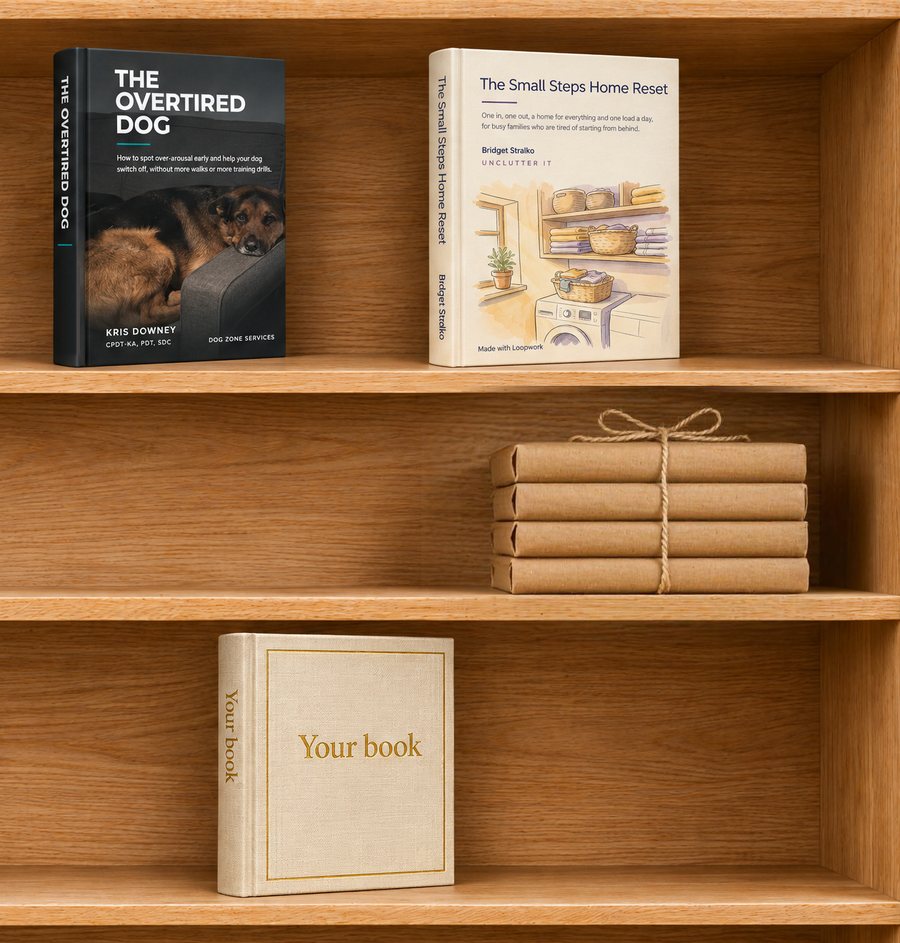 THE OVERTIRED DOG
THE
OVERTIRED
DOG
How to spot over-arousal early and help your dog
switch off, without more walks or more training drills.
KRIS DOWNEY
CPDT-KA, PDT, SDC
DOG ZONE SERVICES
The Small Steps Home Reset
Bridget Stralko
The Small Steps Home Reset
One in, one out, a home for everything and one load a day,
for busy families who are tired of starting from behind.
Bridget Stralko
UNCLUTTER IT
Made with Loopwork
Your book
Your book